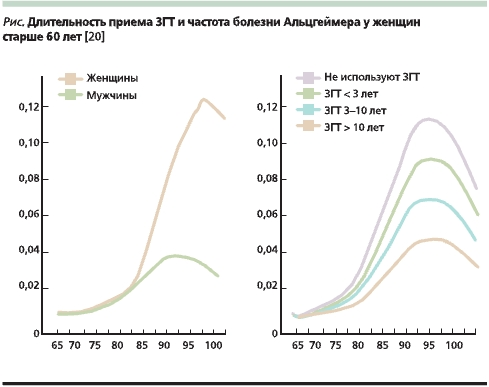 Рис. Длительность приема ЗГТ и частота болезни Альцгеймера у женщин
старше 60 лет [20]
Женщины
Мужчины
0,12
0,10
0,08
0,06
0,04
0,02
0
65 70 75 80 85 90 95 100
Не используют ЗГТ
ЗГТ < 3 лет
ЗГТ 3–10 лет
ЗГТ > 10 лет
0,12
0,10
0,08
0,06
0,04
0,02
0
65 70 75 80 85 90 95 100